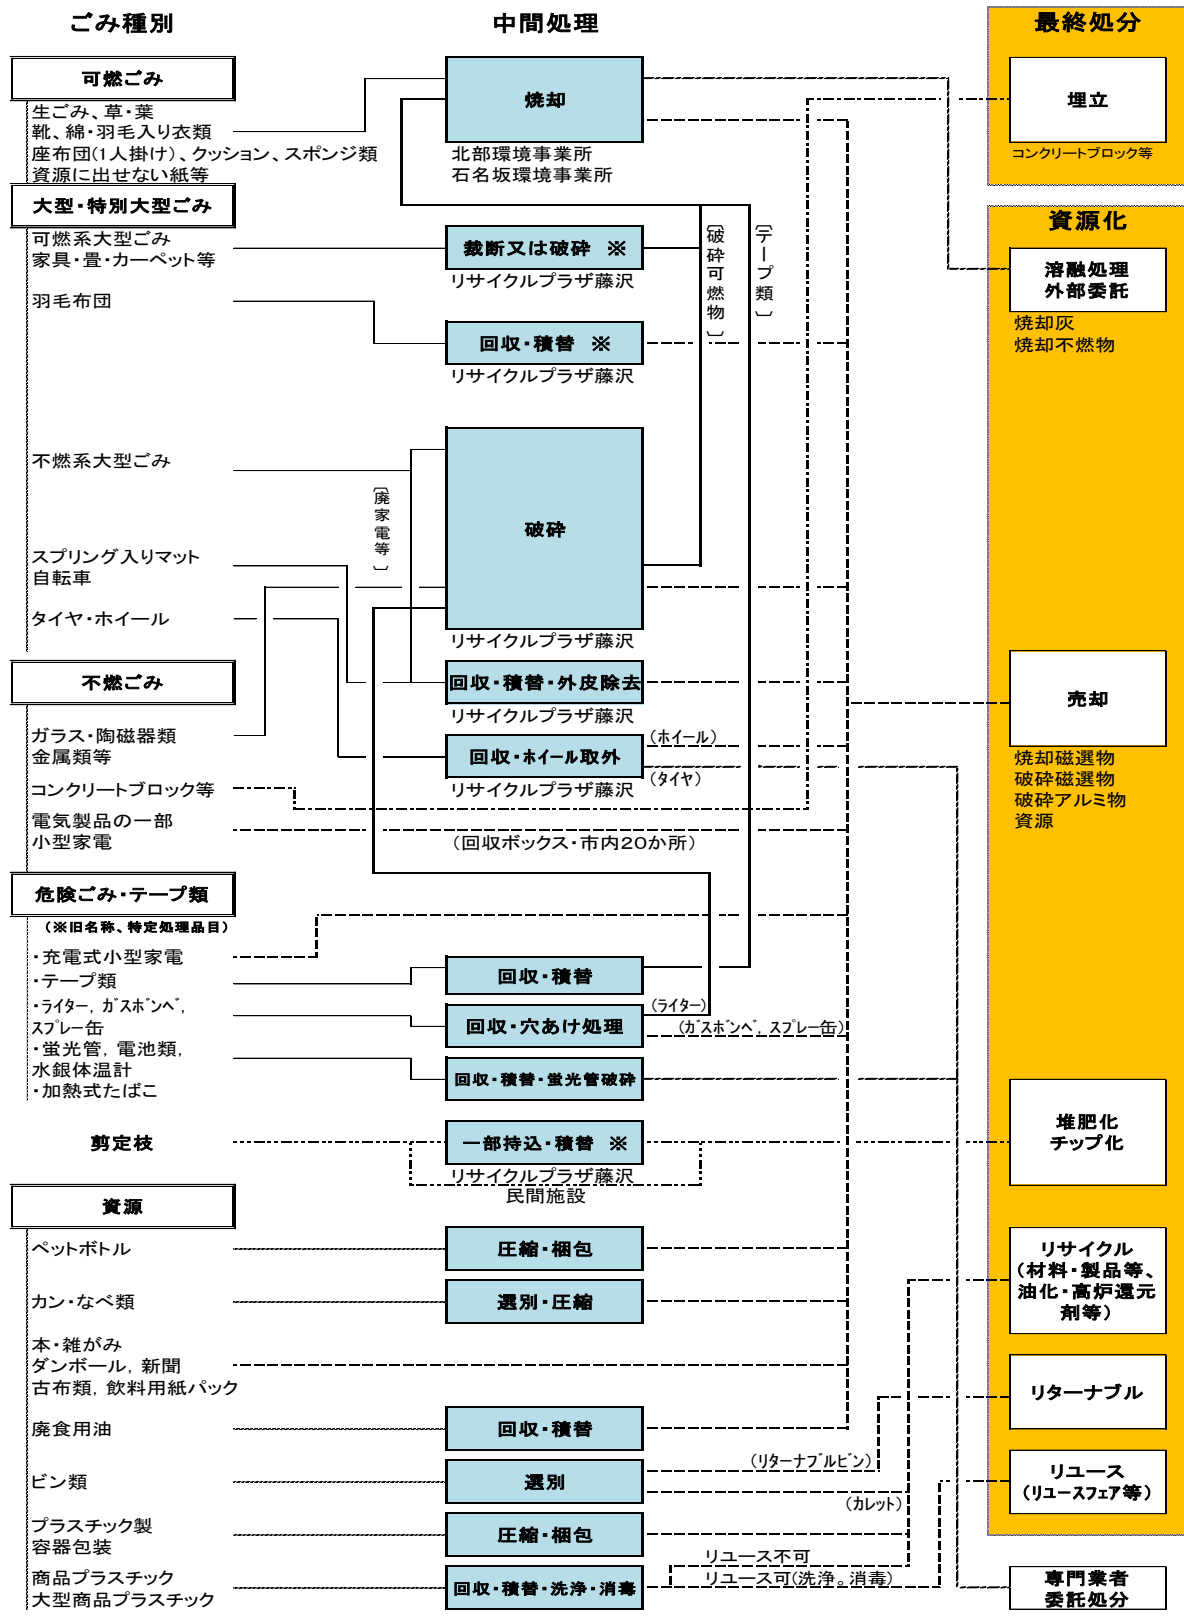 ごみ種別
中間処理
最終処分
可燃ごみ
生ごみ、草・葉
靴、綿・羽毛入り衣類
座布団(1人掛け)、クッション、スポンジ類
資源に出せない紙等
焼却
北部環境事業所
石名坂環境事業所
埋立
コンクリートブロック等
大型・特別大型ごみ
可燃系大型ごみ
家具・畳・カーペット等
裁断又は破砕 ※
リサイクルプラザ藤沢
〔破砕可燃物〕
〔テープ類〕
資源化
溶融処理
外部委託
焼却灰
焼却不燃物
羽毛布団
回収・積替 ※
リサイクルプラザ藤沢
不燃系大型ごみ
〔廃家電等〕
破砕
リサイクルプラザ藤沢
スプリング入りマット
自転車
タイヤ・ホイール
不燃ごみ
回収・積替・外皮除去
リサイクルプラザ藤沢
売却
焼却磁選物
破砕磁選物
破砕アルミ物
資源
ガラス・陶磁器類
金属類等
回収・ホイール取外
リサイクルプラザ藤沢
(ホイール)
(タイヤ)
コンクリートブロック等
電気製品の一部
小型家電
(回収ボックス・市内20か所)
危険ごみ・テープ類
(※旧名称、特定処理品目)
・充電式小型家電
・テープ類
回収・積替
・ライター, ガスボンベ,
スプレー缶
回収・穴あけ処理
(ライター)
(ガスボンベ, スプレー缶)
・蛍光管, 電池類,
水銀体温計
・加熱式たばこ
回収・積替・蛍光管破砕
剪定枝
一部持込・積替 ※
リサイクルプラザ藤沢
民間施設
堆肥化
チップ化
資源
ペットボトル
圧縮・梱包
リサイクル
(材料・製品等、
油化・高炉還元
剤等)
カン・なべ類
選別・圧縮
本・雑がみ
ダンボール, 新聞
古布類, 飲料用紙パック
リターナブル
廃食用油
回収・積替
ビン類
選別
(リターナブルビン)
(カレット)
リユース
(リユースフェア等)
プラスチック製
容器包装
圧縮・梱包
商品プラスチック
大型商品プラスチック
回収・積替・洗浄・消毒
リユース不可
リユース可(洗浄。消毒)
専門業者
委託処分